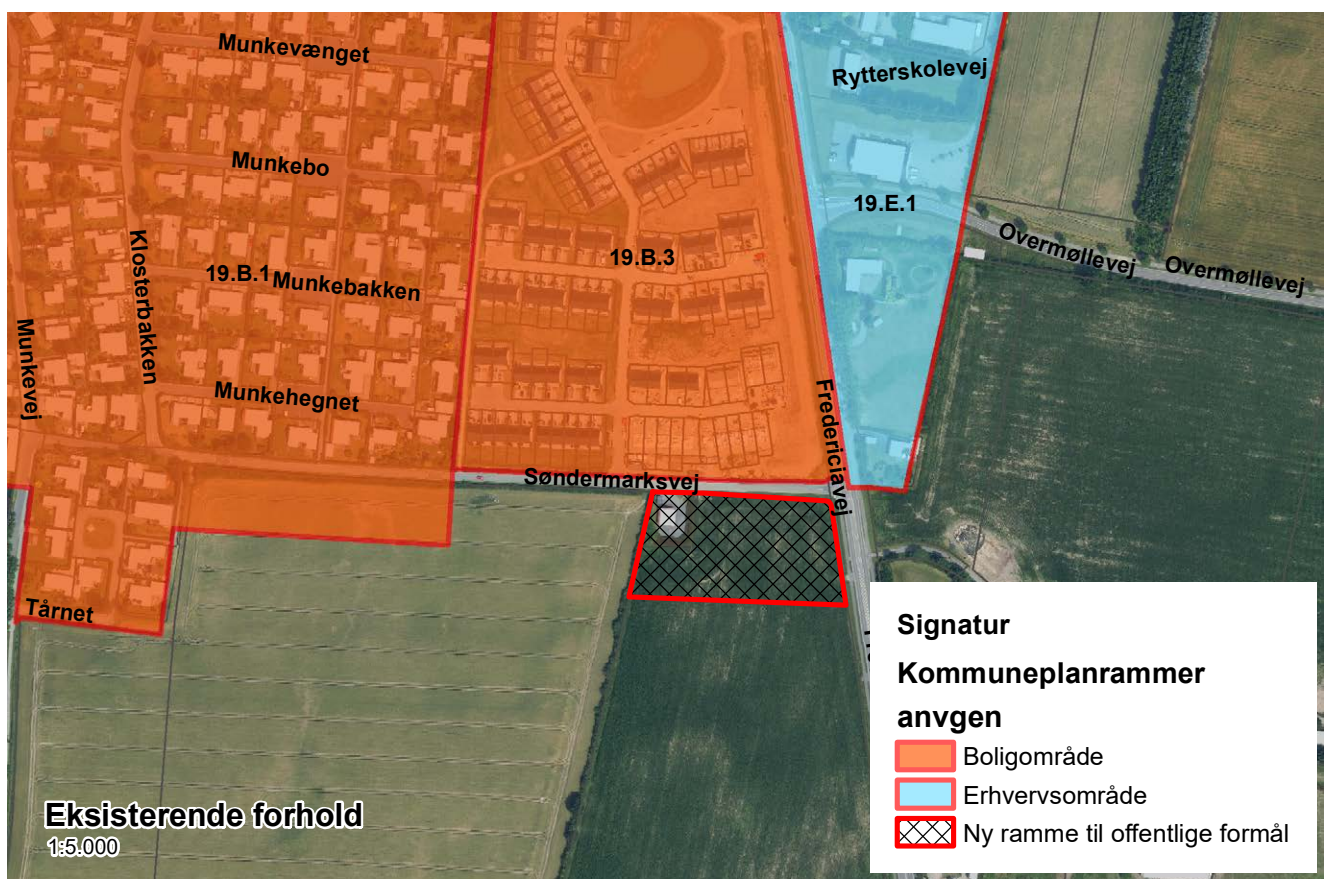 Munkevænget
Rytterskolevej
Munkebo
19.E.1
Overmøllevej
Overmøllevej
Klosterbakken
19.B.1
Munkebakken
19.B.3
Munkevej
Munkehegnet
Fredericiavej
Søndermarksvej
Tårnet
Signatur
Kommuneplanrammer
anvgen
Boligområde
Erhvervsområde
Ny ramme til offentlige formål
Eksisterende forhold
1:5.000